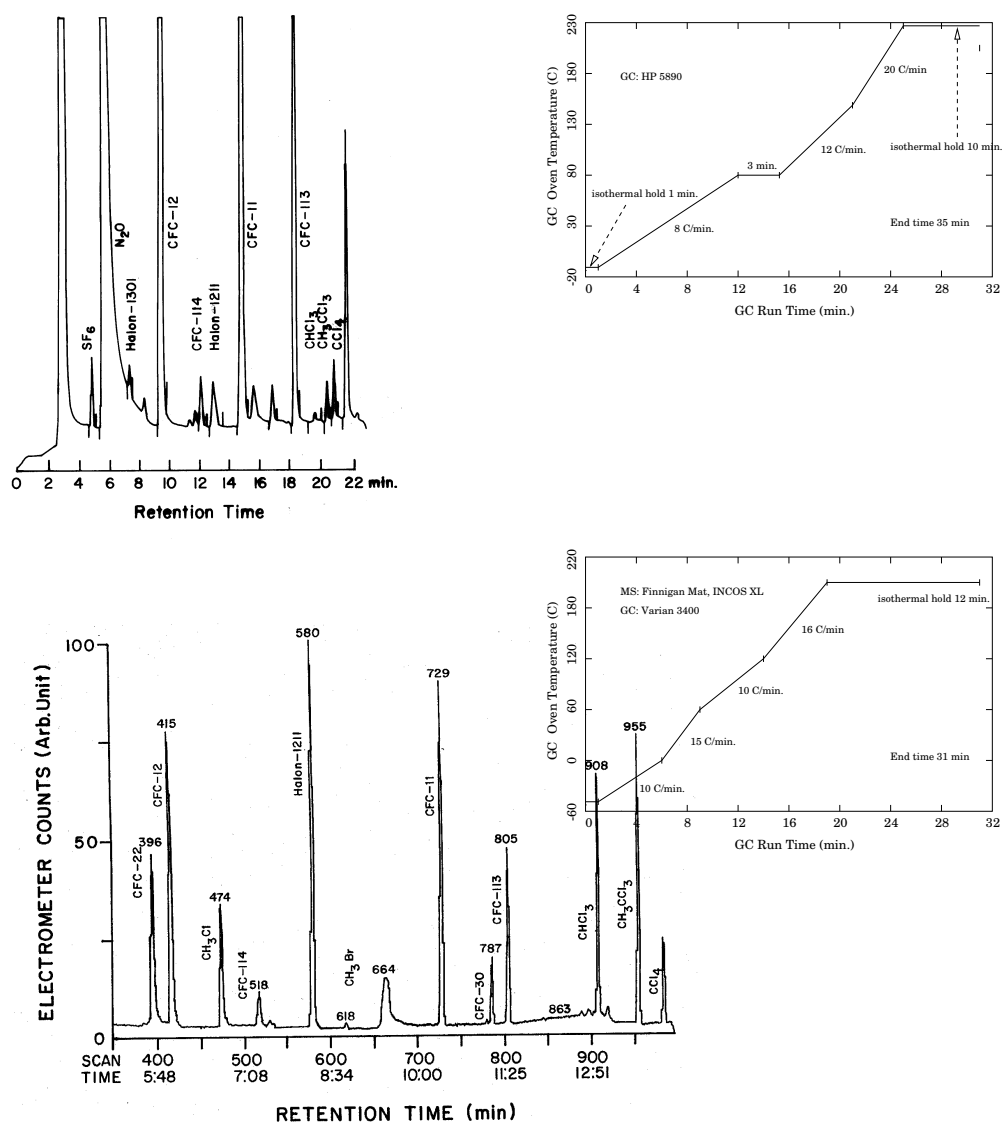 SF6
N2O
Halon-1301
CFC-12
CFC-114
Halon-1211
CFC-11
CFC-113
CHCl3
CH3CCl3
CCl4
0 2 4 6 8 10 12 14 16 18 20 22 min.
Retention Time
GC Oven Temperature (C)
230
180
130
80
30
-20
GC: HP 5890
20 C/min
12 C/min.
isothermal hold 10 min.
3 min.
isothermal hold 1 min.
8 C/min.
End time 35 min
0 4 8 12 16 20 24 28 32
GC Run Time (min.)
GC Oven Temperature (C)
220
180
120
60
0
-60
MS: Finnigan Mat, INCOS XL
GC: Varian 3400
isothermal hold 12 min.
16 C/min
10 C/min.
15 C/min.
10 C/min.
End time 31 min
0 4 8 12 16 20 24 28 32
GC Run Time (min.)
ELECTROMETER COUNTS (Arb.Unit)
100
50
0
CFC-22
396
CFC-12
415
CH3Cl
474
CFC-114
518
Halon-1211
580
CH3Br
618
664
CFC-11
729
CFC-30
787
CFC-113
805
863
CHCl3
908
CH3CCl3
955
CCl4
SCAN 400 500 600 700 800 900
TIME 5:48 7:08 8:34 10:00 11:25 12:51
RETENTION TIME (min)